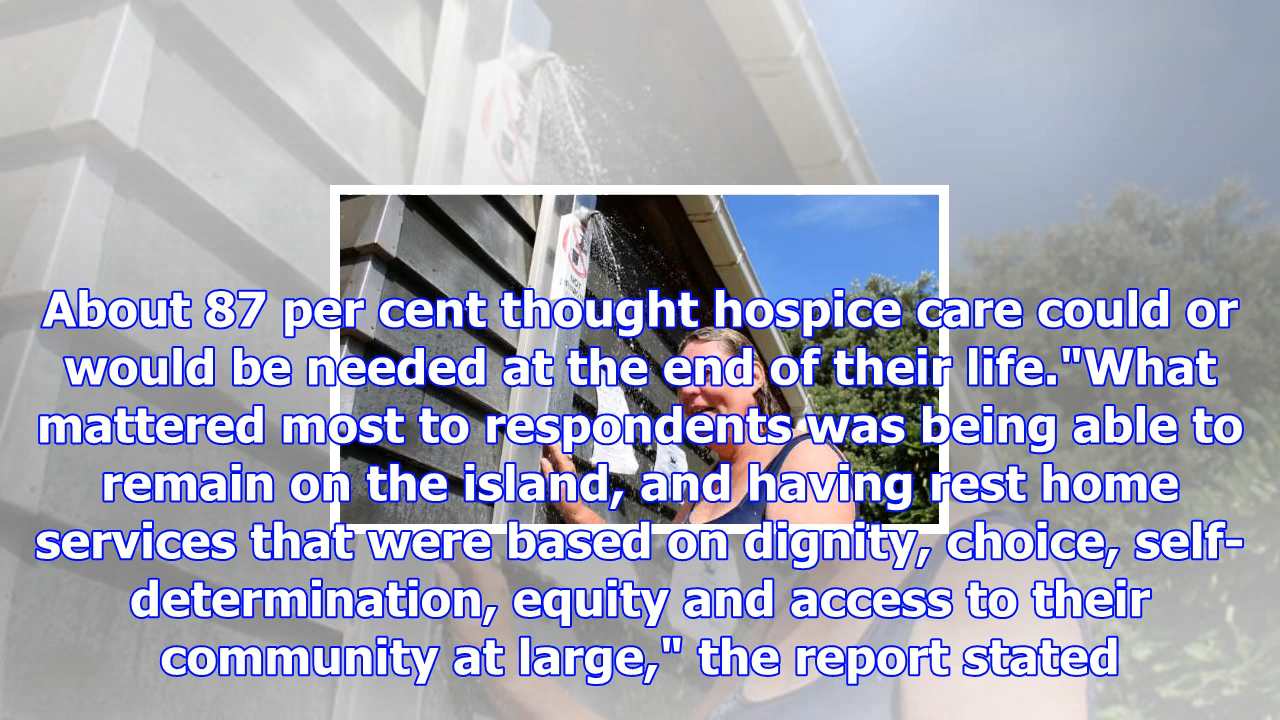 NOT
About 87 per cent thought hospice care could or
would be needed at the end of their life."What
mattered most to respondents was being able to
remain on the island, and having rest home
services that were based on dignity, choice, self-
determination, equity and access to their
community at large," the report stated